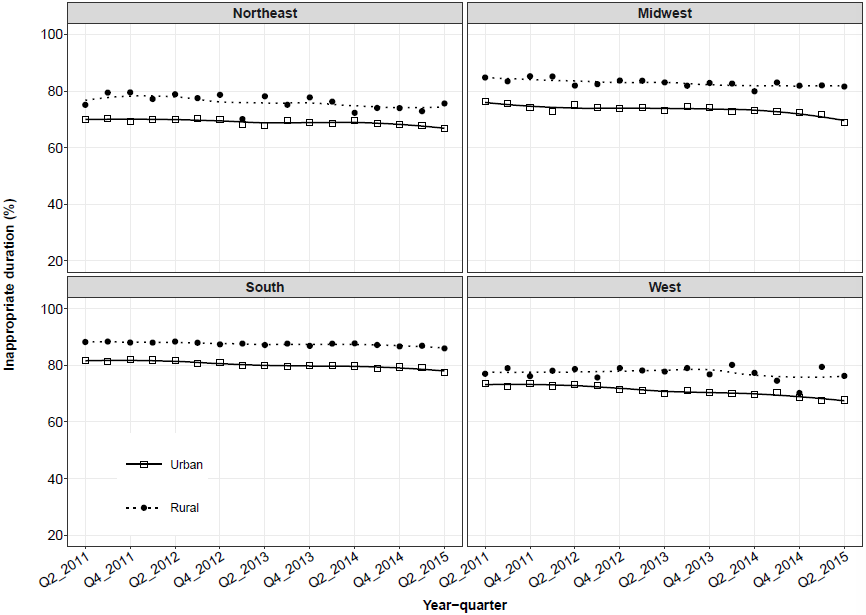 Northeast Midwest
100
80
60
40
20
South West
100
80
60
40
20
Urban
Rural
Q2_2011 Q4_2011 Q2_2012 Q4_2012 Q2_2013 Q4_2013 Q2_2014 Q4_2014 Q2_2015 Q2_2011 Q4_2011 Q2_2012 Q4_2012 Q2_2013 Q4_2013 Q2_2014 Q4_2014 Q2_2015
Year−quarter
Inappropriate duration (%)